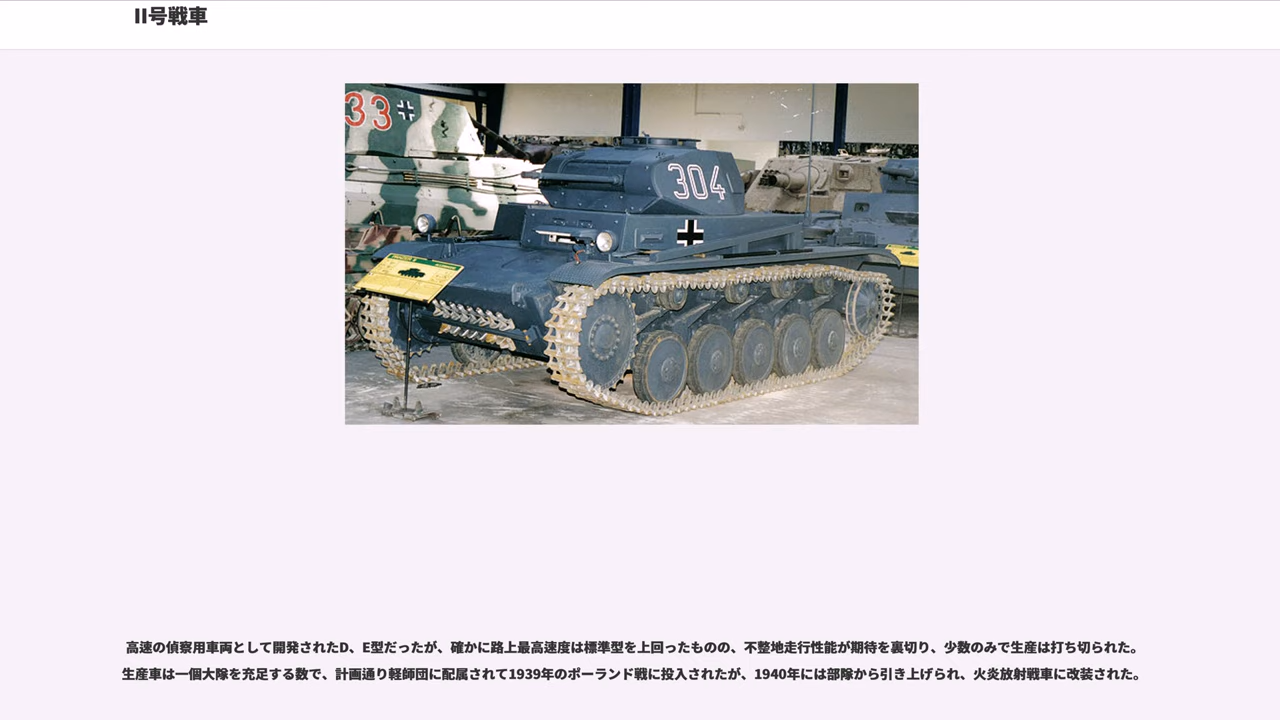 II号戦車
33
304
高速の偵察用車両として開発されたD、E型だったが、確かに路上最高速度は標準型を上回ったものの、不整地走行性能が期待を裏切り、少数のみで生産は打ち切られた。
生産車は一個大隊を充足する数で、計画通り軽師団に配属されて1939年のポーランド戦に投入されたが、1940年には部隊から引き上げられ、火炎放射戦車に改装された。